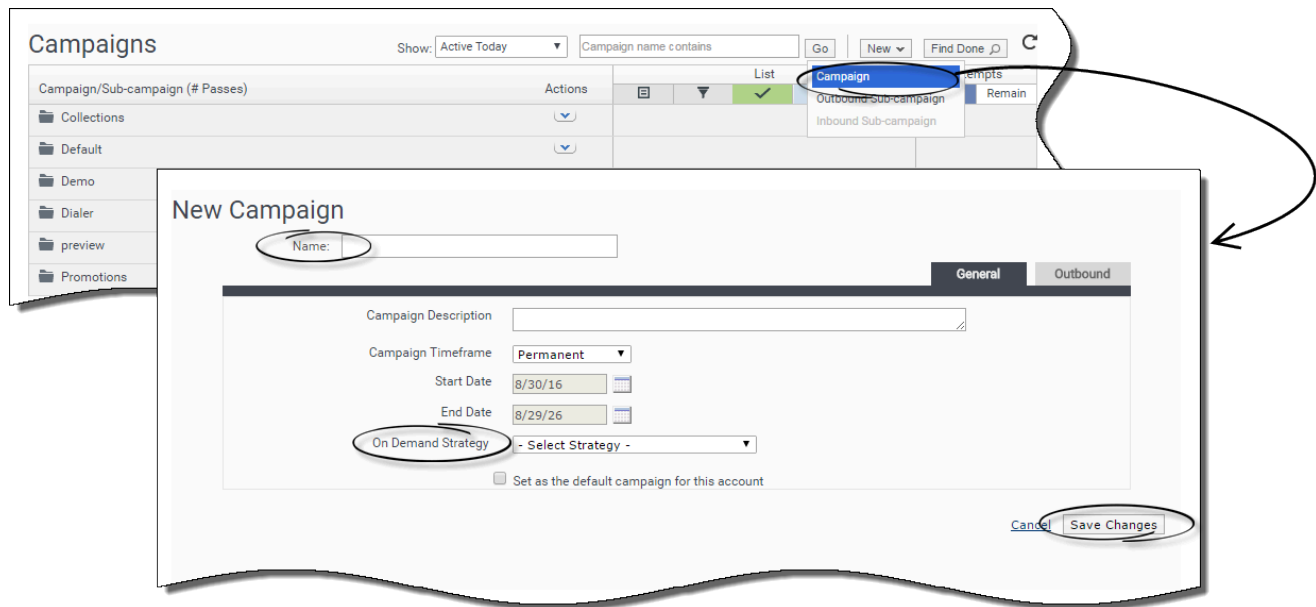 Campaigns
Show: Active Today
Campaign name contains
Go
New
Find Done
Campaign/Sub-campaign (# Passes)
Actions
List
Remain
Campaign
Outbound Sub-campaign
Inbound Sub-campaign
Collections
Default
Demo
Dialer
preview
Promotions
New Campaign
Name:
General
Outbound
Campaign Description
Campaign Timeframe Permanent
Start Date 8/30/16
End Date 8/29/26
On Demand Strategy - Select Strategy -
Set as the default campaign for this account
Cancel Save Changes